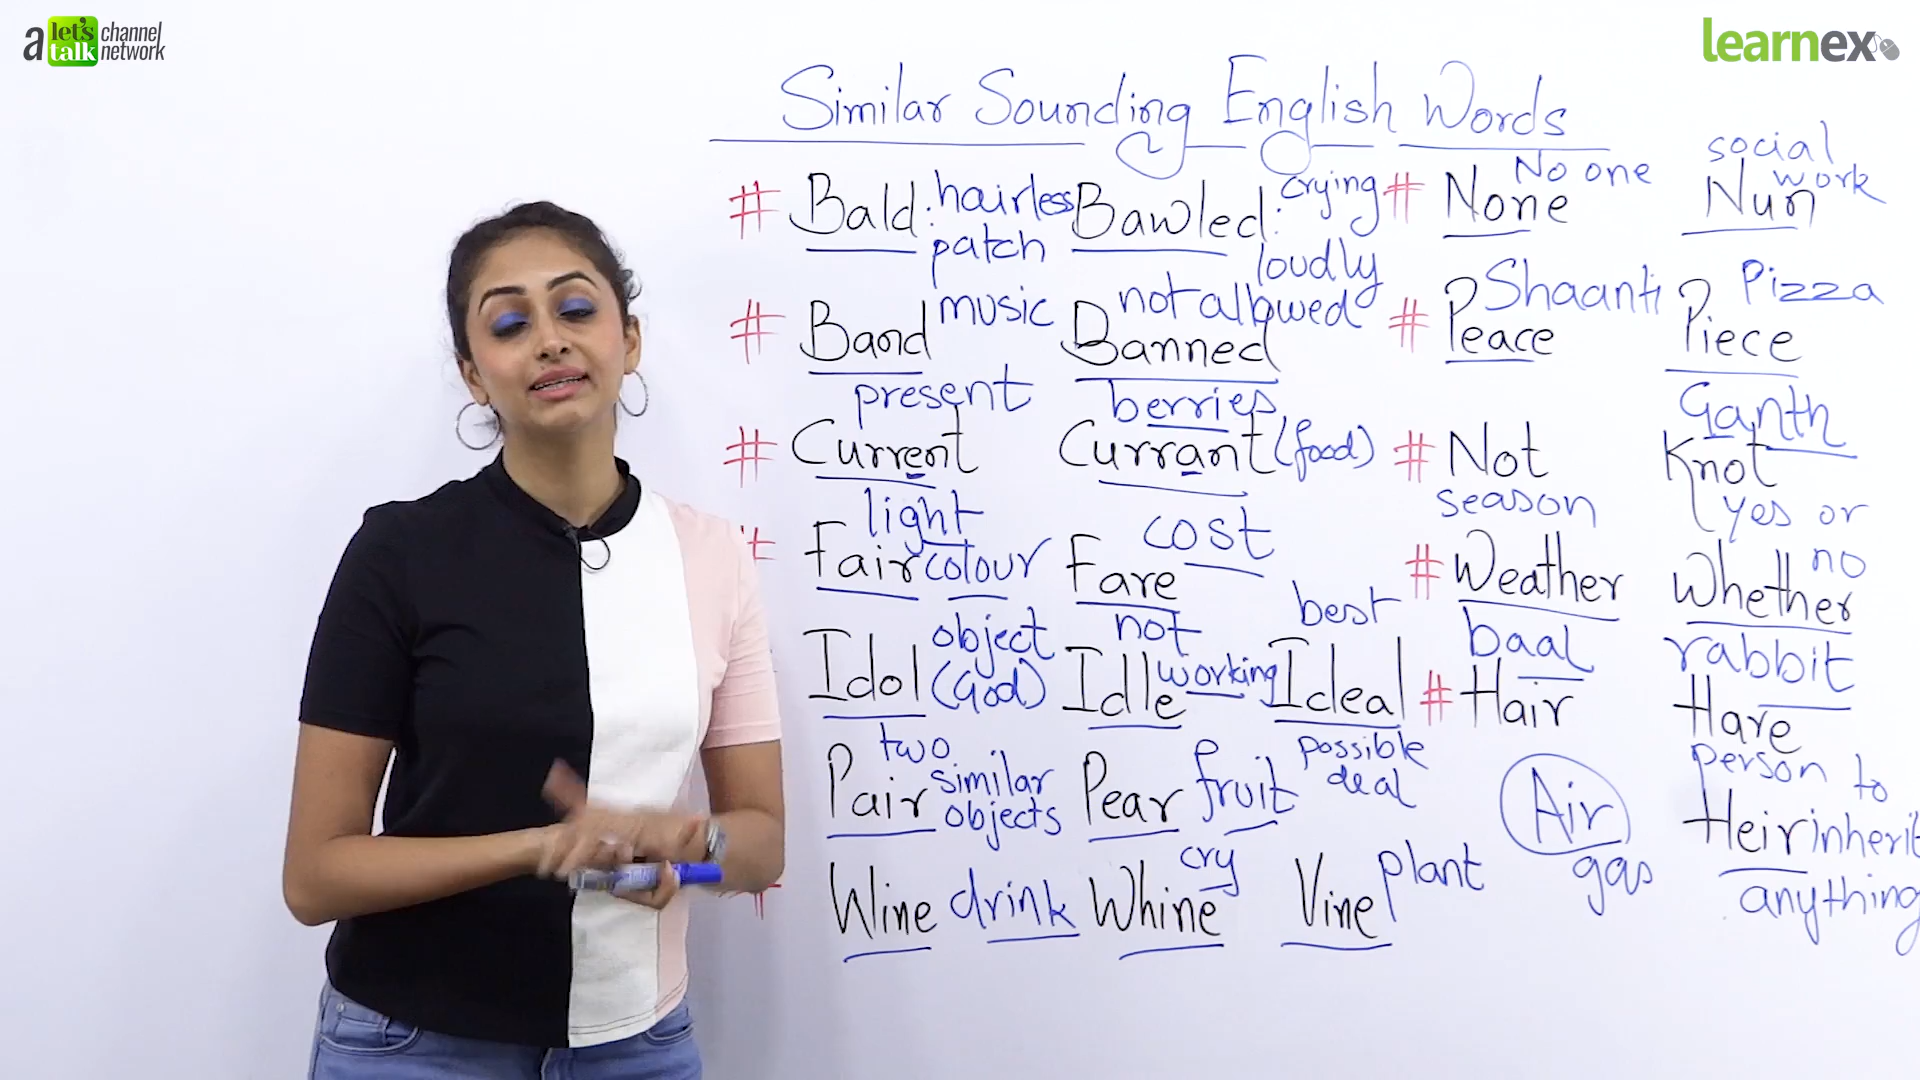 a let's talk channel network
learnex
Similar Sounding English Words
# Bald: hairless patch Bawled: crying loudly
# Band music Banned not allowed
# Current present Currant (food) berries
Fair light colour Fare cost
Idol object (God) Idle not working Ideal best possible deal
Pair two similar objects Pear fruit
Wine drink Whine cry Vine plant
# None No one Nun social work
# Peace Shaanti Piece Pizza
# Not Knot Ganth
# Weather season Whether yes or no
# Hair baal Hare rabbit
Air gas Heir person to inherit anything